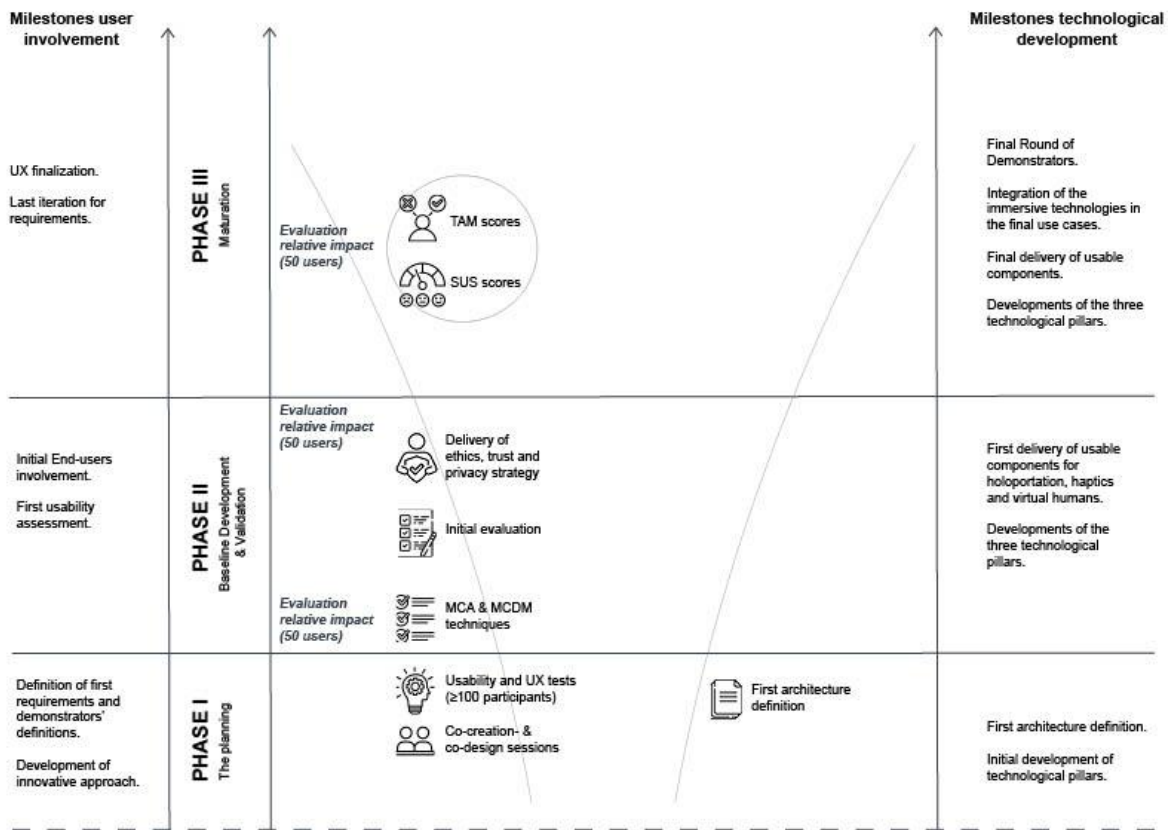 Milestones user
involvement
Milestones technological
development
UX finalization.
Last iteration for
requirements.
PHASE III
Maturation
Evaluation
relative impact
(50 users)
TAM scores
SUS scores
Final Round of
Demonstrators.
Integration of the
immersive technologies in
the final use cases.
Final delivery of usable
components.
Developments of the three
technological pillars.
Initial End-users
involvement.
First usability
assessment.
PHASE II
Baseline Development
& Validation
Evaluation
relative impact
(50 users)
Delivery of
ethics, trust and
privacy strategy
Initial evaluation
Evaluation
relative impact
(50 users)
MCA & MCDM
techniques
First delivery of usable
components for
holoportation, haptics
and virtual humans.
Developments of the
three technological
pillars.
Definition of first
requirements and
demonstrators'
definitions.
Development of
innovative approach.
PHASE I
The planning
Usability and UX tests
(≥100 participants)
Co-creation- &
co-design sessions
First architecture
definition
First architecture definition.
Initial development of
technological pillars.